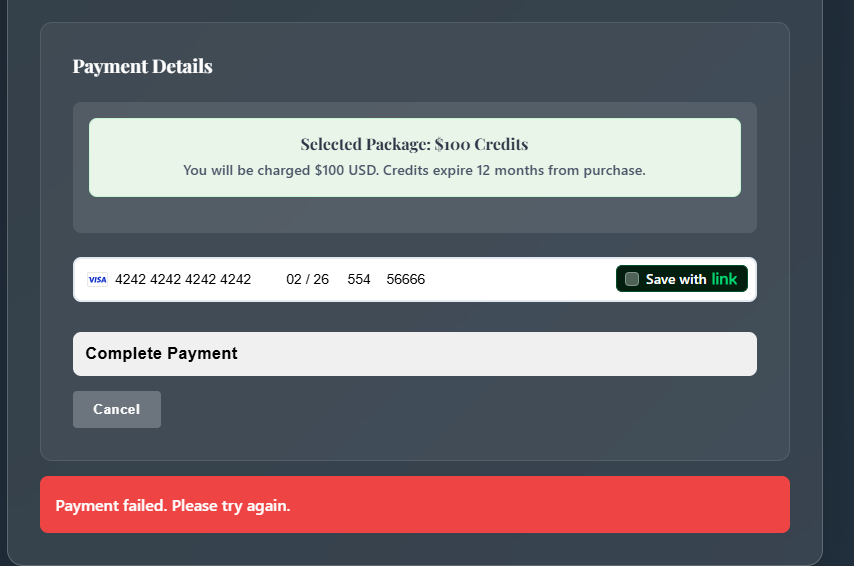 Payment Details
Selected Package: $100 Credits
You will be charged $100 USD. Credits expire 12 months from purchase.
VISA 4242 4242 4242 4242 02 / 26 554 56666 Save with link
Complete Payment
Cancel
Payment failed. Please try again.